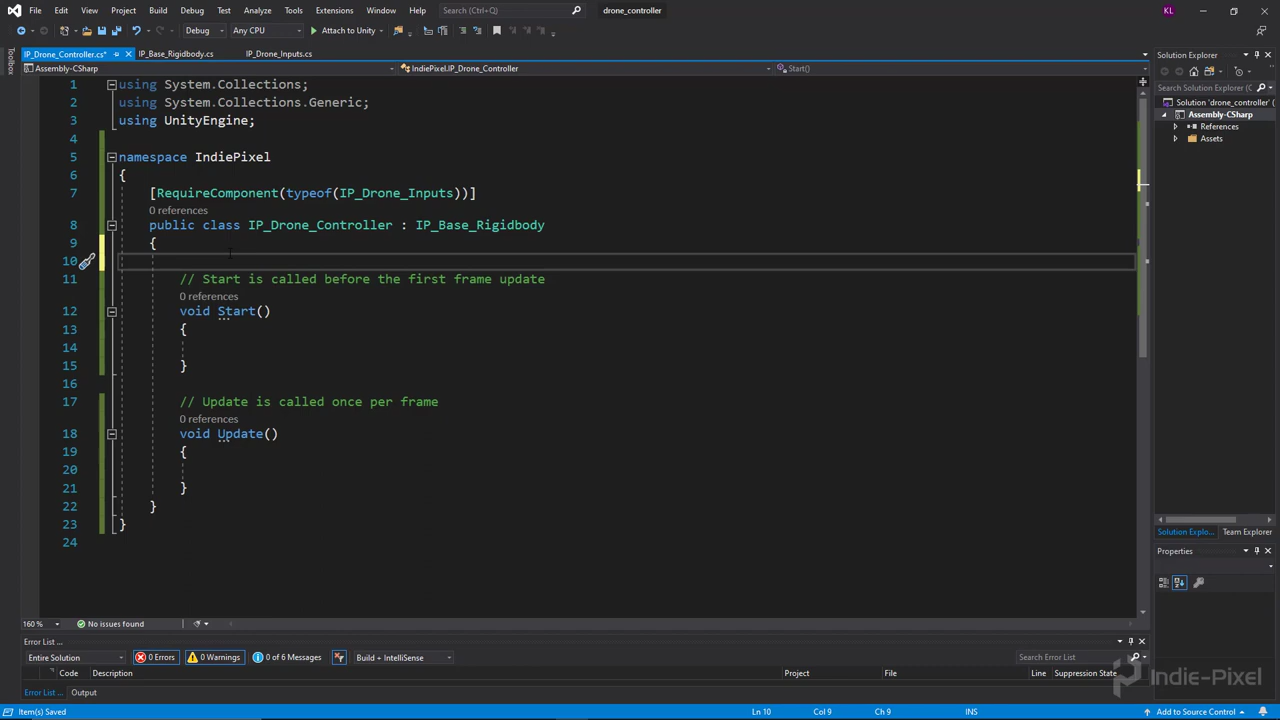 File Edit View Project Build Debug Test Analyze Tools Extensions Window Help Search (Ctrl+Q) drone_controller KL
Debug Any CPU Attach to Unity
Toolbox
IP_Drone_Controller.cs* IP_Base_Rigidbody.cs IP_Drone_Inputs.cs
Assembly-CSharp IndiePixel.IP_Drone_Controller Start()
1 using System.Collections;
2 using System.Collections.Generic;
3 using UnityEngine;
4
5 namespace IndiePixel
6 {
7 [RequireComponent(typeof(IP_Drone_Inputs))]
0 references
8 public class IP_Drone_Controller : IP_Base_Rigidbody
9 {
10
11 // Start is called before the first frame update
0 references
12 void Start()
13 {
14
15 }
16
17 // Update is called once per frame
0 references
18 void Update()
19 {
20
21 }
22 }
23 }
24
160 % No issues found
Error List ...
Entire Solution 0 Errors 0 Warnings 0 of 6 Messages Build + IntelliSense Search Error List
Code Description Project File Line Suppression State
Error List ... Output
Item(s) Saved Ln 10 Col 9 Ch 9 INS Add to Source Control
Solution Explorer
Search Solution Explorer
Solution 'drone_controller' (
Assembly-CSharp
References
Assets
Solution Explo... Team Explorer
Properties
Indie-Pixel